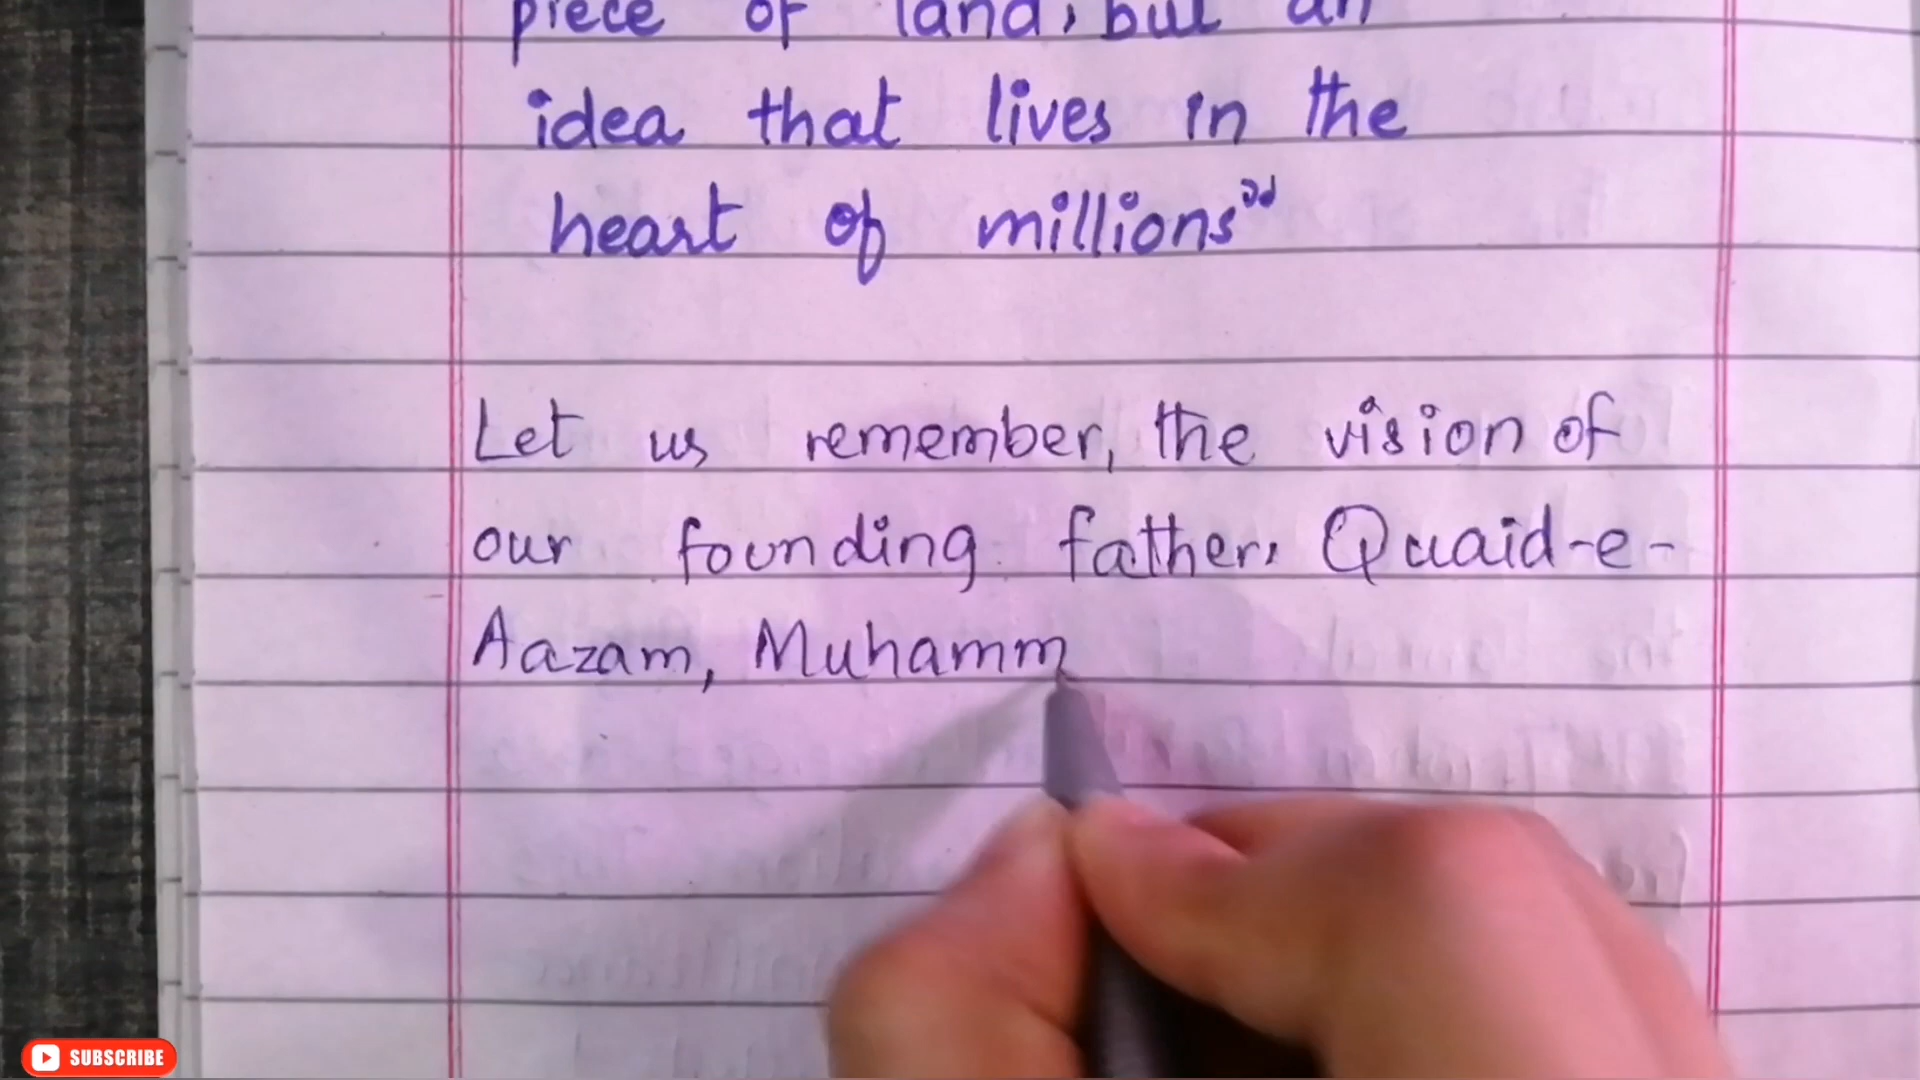 piece of land, but an
idea that lives in the
heart of millions"
Let us remember, the vision of
our founding father, Quaid-e-
Aazam, Muhamm
SUBSCRIBE